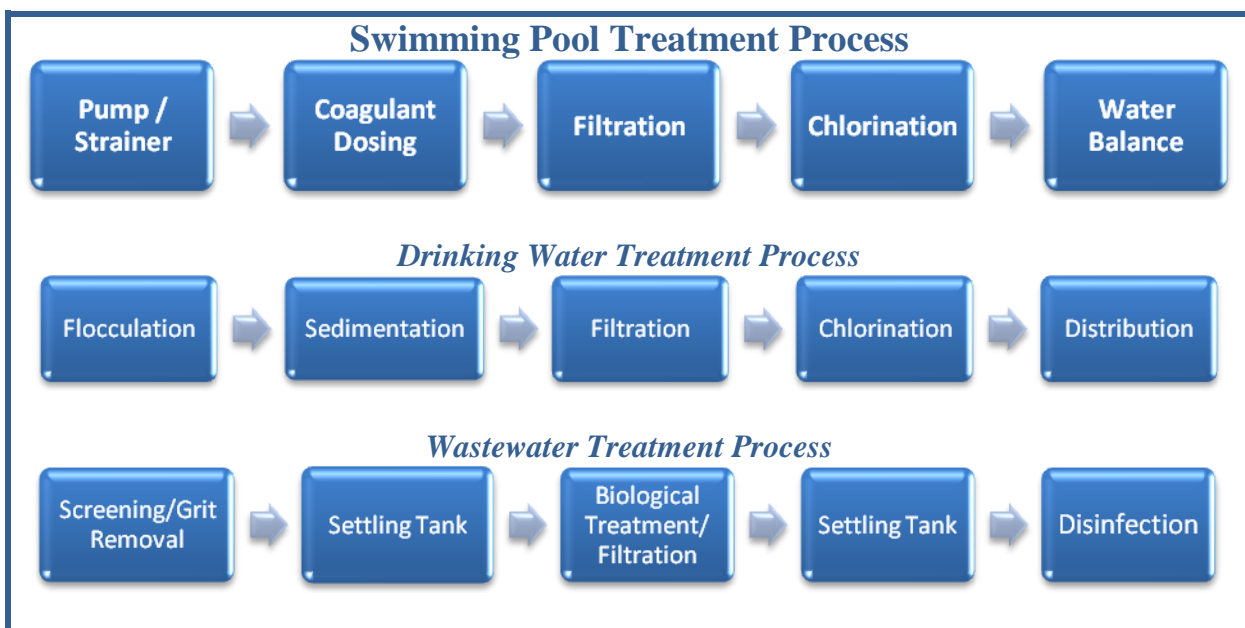 Swimming Pool Treatment Process
Pump /
Strainer
Coagulant
Dosing
Filtration
Chlorination
Water
Balance
Drinking Water Treatment Process
Flocculation
Sedimentation
Filtration
Chlorination
Distribution
Wastewater Treatment Process
Screening/Grit
Removal
Settling Tank
Biological
Treatment/
Filtration
Settling Tank
Disinfection